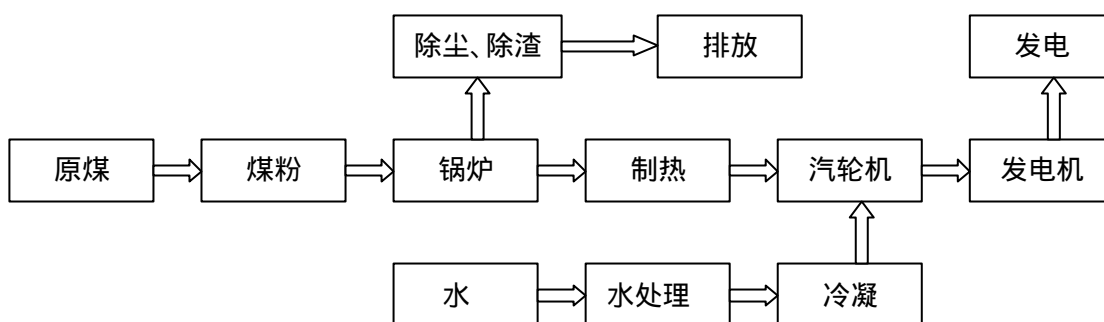 除尘、除渣
排放
发电
原煤
煤粉
锅炉
制热
汽轮机
发电机
水
水处理
冷凝